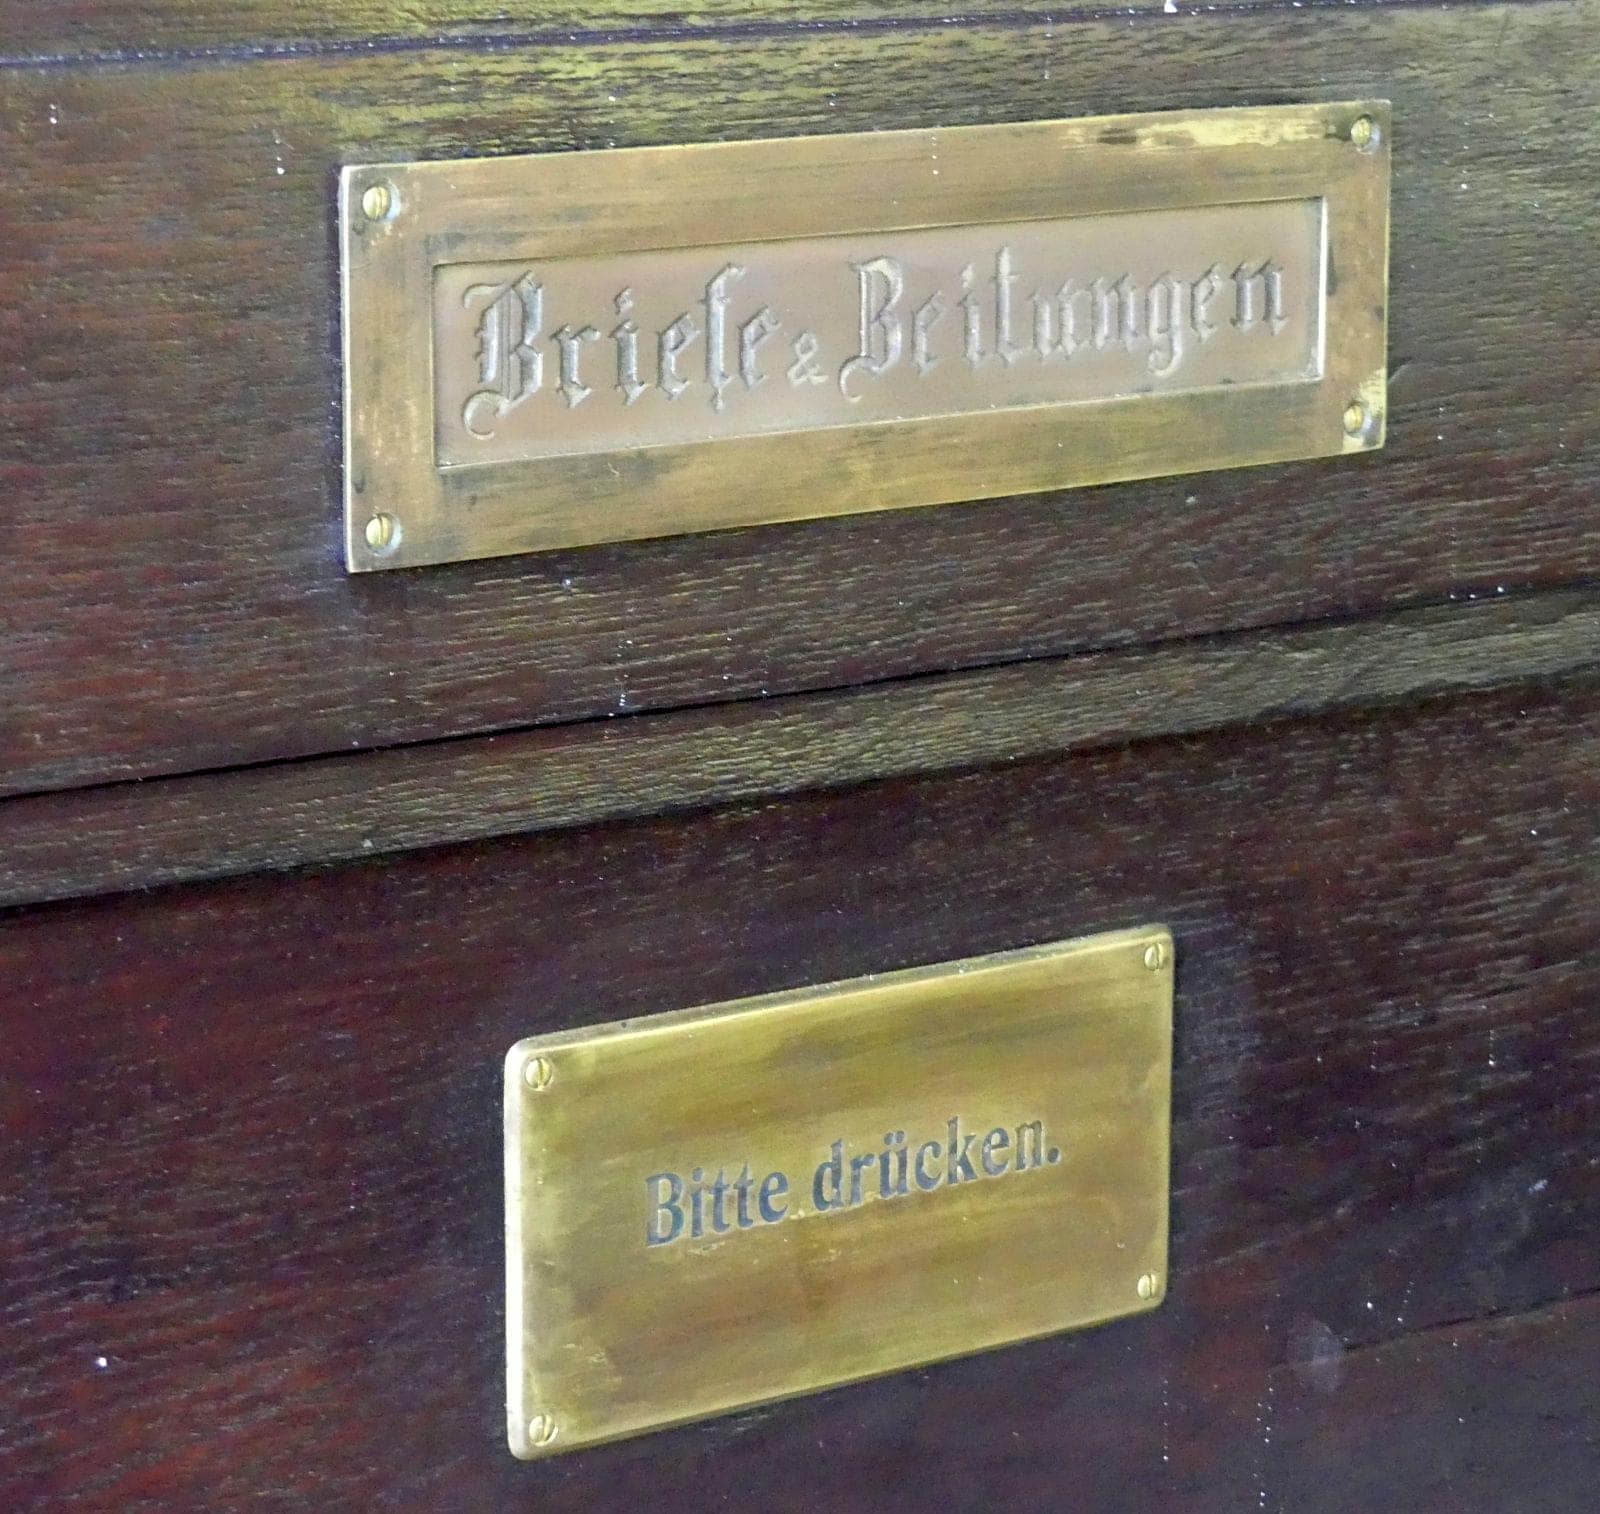 Briefe & Zeitungen
Bitte drücken.